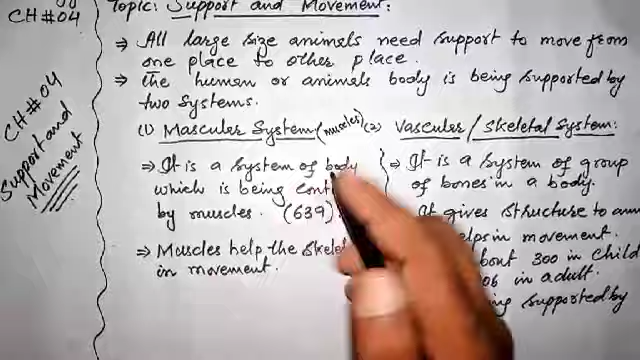 CH#04
Topic: Support and Movement:
⇒ All large size animals need support to move from
one place to other place.
⇒ The human or animals body is being supported by
two systems.
(1) Mascular System (muscles) (2) Vascular / Skeletal System:
⇒ It is a system of body
which is being
by muscles. (639)
⇒ Muscles help the
in movement.
⇒ It is a system of group
of bones in a body.
It gives structure to
in movement.
300 in Child
in adult.
supported by
CH#04
Support and
Movement